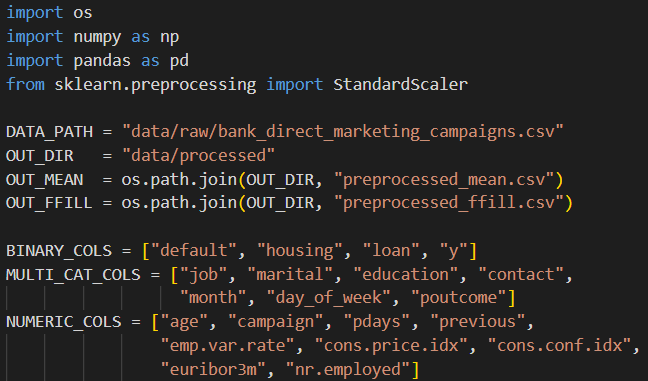 import os
import numpy as np
import pandas as pd
from sklearn.preprocessing import StandardScaler
DATA_PATH = "data/raw/bank_direct_marketing_campaigns.csv"
OUT_DIR   = "data/processed"
OUT_MEAN  = os.path.join(OUT_DIR, "preprocessed_mean.csv")
OUT_FFILL = os.path.join(OUT_DIR, "preprocessed_ffill.csv")
BINARY_COLS = ["default", "housing", "loan", "y"]
MULTI_CAT_COLS = ["job", "marital", "education", "contact",
                  "month", "day_of_week", "poutcome"]
NUMERIC_COLS = ["age", "campaign", "pdays", "previous",
                "emp.var.rate", "cons.price.idx", "cons.conf.idx",
                "euribor3m", "nr.employed"]